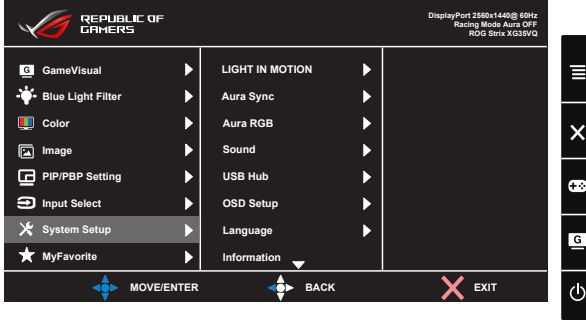 REPUBLIC OF
GAMERS
DisplayPort 2560x1440@ 60Hz
Racing Mode Aura OFF
ROG Strix XG35VQ
G GameVisual
Blue Light Filter
Color
Image
PIP/PBP Setting
Input Select
System Setup
MyFavorite
LIGHT IN MOTION
Aura Sync
Aura RGB
Sound
USB Hub
OSD Setup
Language
Information
MOVE/ENTER
BACK
EXIT
G